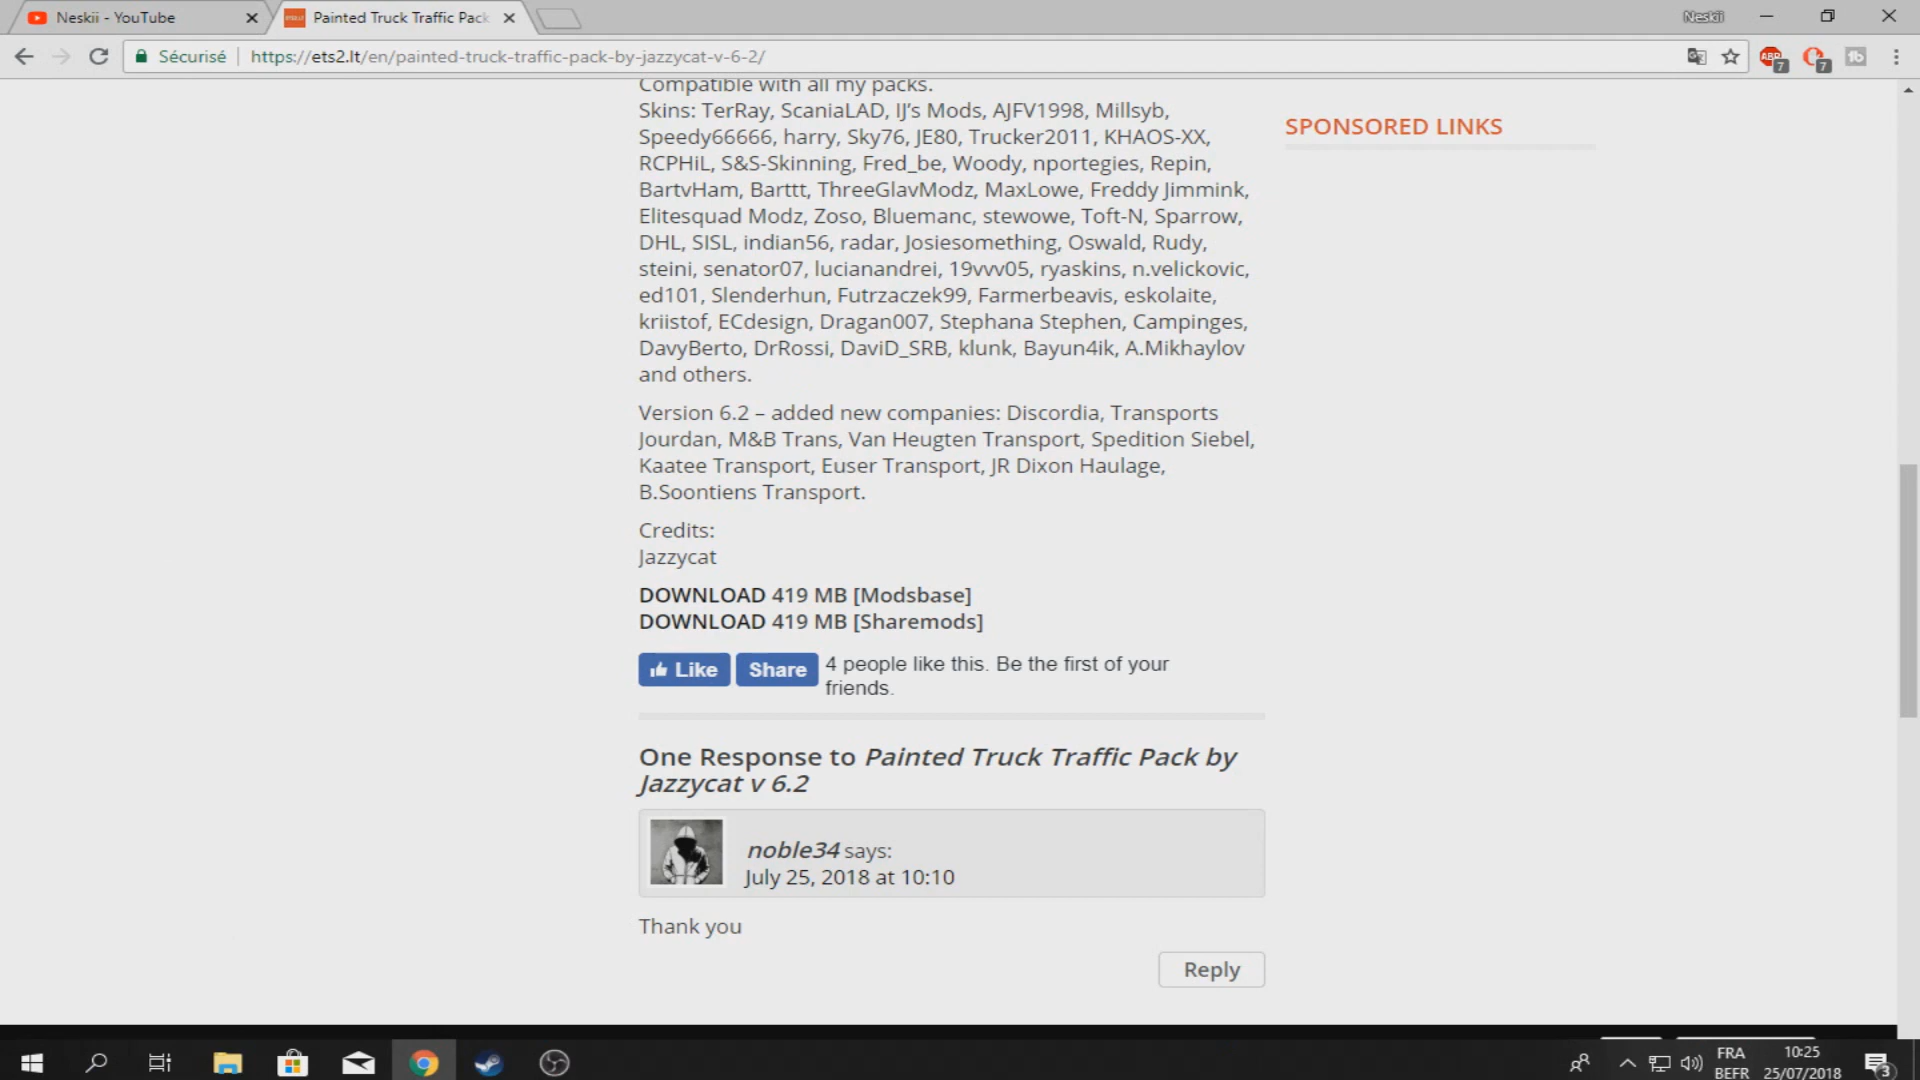 Neskii - YouTube
Painted Truck Traffic Pack
Neskii
Sécurisé
https://ets2.lt/en/painted-truck-traffic-pack-by-jazzycat-v-6-2/
ABP
7
7
Compatible with all my packs.
Skins: TerRay, ScaniaLAD, IJ’s Mods, AJFV1998, Millsyb,
Speedy66666, harry, Sky76, JE80, Trucker2011, KHAOS-XX,
RCPHiL, S&S-Skinning, Fred_be, Woody, nportegies, Repin,
BartvHam, Barttt, ThreeGlavModz, MaxLowe, Freddy Jimmink,
Elitesquad Modz, Zoso, Bluemanc, stewowe, Toft-N, Sparrow,
DHL, SISL, indian56, radar, Josiesomething, Oswald, Rudy,
steini, senator07, lucianandrei, 19vvv05, ryaskins, n.velickovic,
ed101, Slenderhun, Futrzaczek99, Farmerbeavis, eskolaite,
kriistof, ECdesign, Dragan007, Stephana Stephen, Campinges,
DavyBerto, DrRossi, DaviD_SRB, klunk, Bayun4ik, A.Mikhaylov
and others.
Version 6.2 – added new companies: Discordia, Transports
Jourdan, M&B Trans, Van Heugten Transport, Spedition Siebel,
Kaatee Transport, Euser Transport, JR Dixon Haulage,
B.Soontiens Transport.
Credits:
Jazzycat
DOWNLOAD 419 MB [Modsbase]
DOWNLOAD 419 MB [Sharemods]
Like
Share
4 people like this. Be the first of your
friends.
SPONSORED LINKS
One Response to Painted Truck Traffic Pack by
Jazzycat v 6.2
noble34 says:
July 25, 2018 at 10:10
Thank you
Reply
FRA
BEFR
10:25
25/07/2018
3